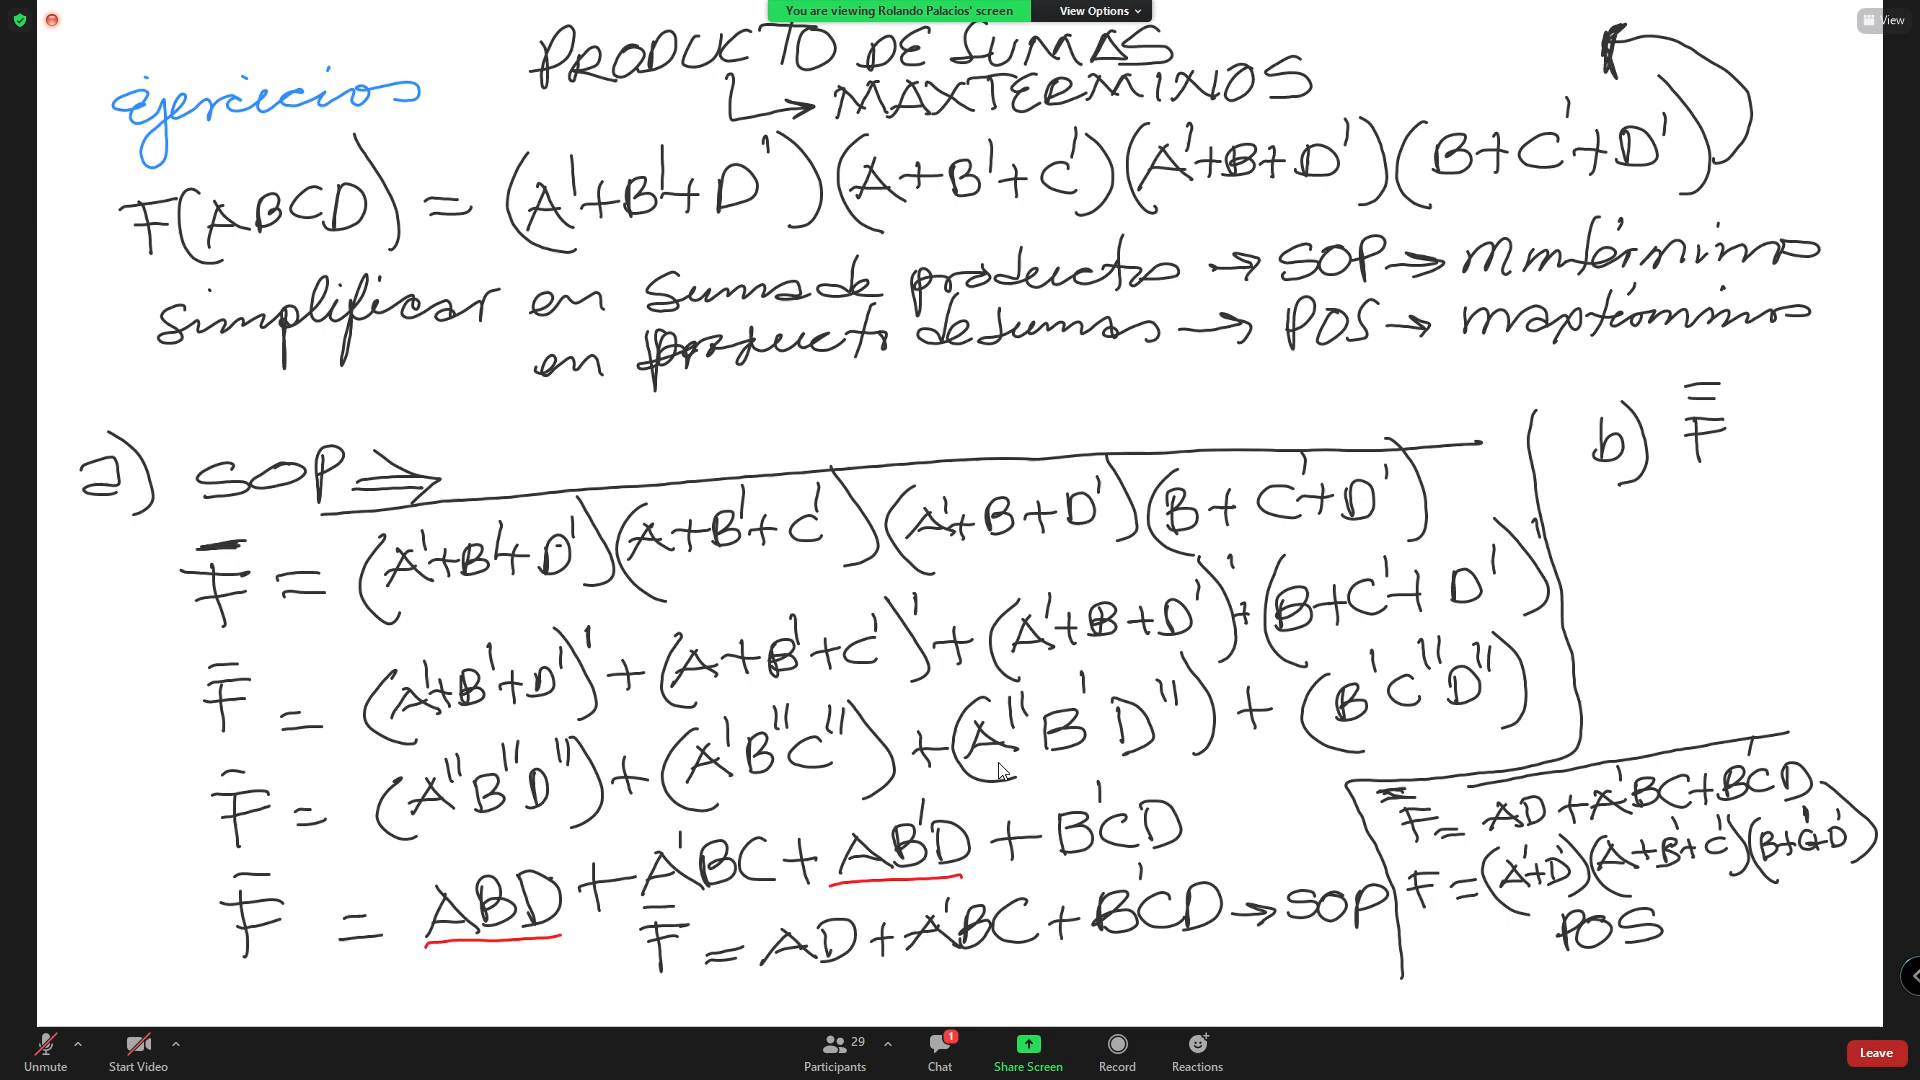 You are viewing Rolando Palacios' screen
View Options
View
ejercicios
PRODUCTO DE SUMAS
↳ MAXTERMINOS
F(ABCD) = (A'+B'+D')(A+B'+C')(A'+B+D')(B+C'+D')
simplificar en suma de productos → SOP → minterminos
en producto de sumas → POS →
a) SOP ⇒
b) F̿
F̅ = (A'+B'+D')(A+B'+C')(A'+B+D')(B+C'+D')
F̅ = (A'+B'+D')' + (A+B'+C')' + (A'+B+D')' + (B+C'+D')'
F̅ = (A''B''D'') + (A'B''C'') + (A''B'D'') + (B'C''D'')
F̅ = ABD + A'BC + AB'D + B'CD
F̅ = AD + A'BC + B'CD → SOP
F̿ = AD + A'BC + B'CD
F = (A'+D')(A+B'+C')(B+C'+D')
POS
Unmute
Start Video
29
Participants
1
Chat
Share Screen
Record
Reactions
Leave